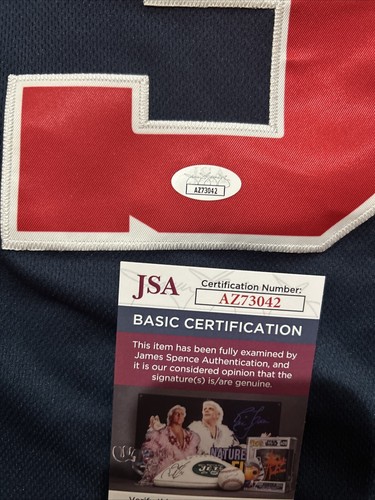 AZ73042
JSA
Certification Number:
AZ73042
BASIC CERTIFICATION
This item has been fully examined by
James Spence Authentication, and
it is our considered opinion that the
signature(s) is/are genuine.
NATURE
JETS